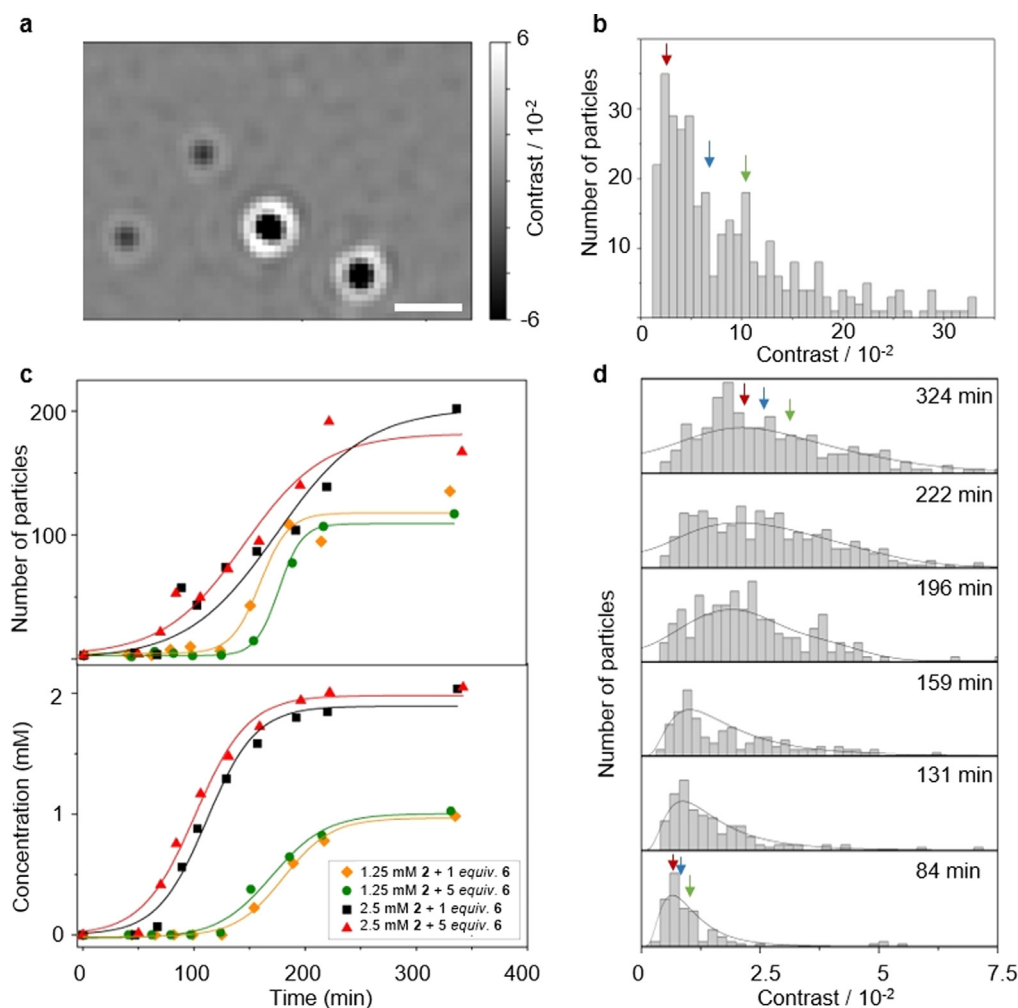 a
6
Contrast / 10-2
-6
b
Number of particles
30
20
10
0
10
20
30
Contrast / 10-2
c
Number of particles
200
100
0
Concentration (mM)
2
1
0
1.25 mM 2 + 1 equiv. 6
1.25 mM 2 + 5 equiv. 6
2.5 mM 2 + 1 equiv. 6
2.5 mM 2 + 5 equiv. 6
0
100
200
300
400
Time (min)
d
Number of particles
324 min
222 min
196 min
159 min
131 min
84 min
0
2.5
5
7.5
Contrast / 10-2